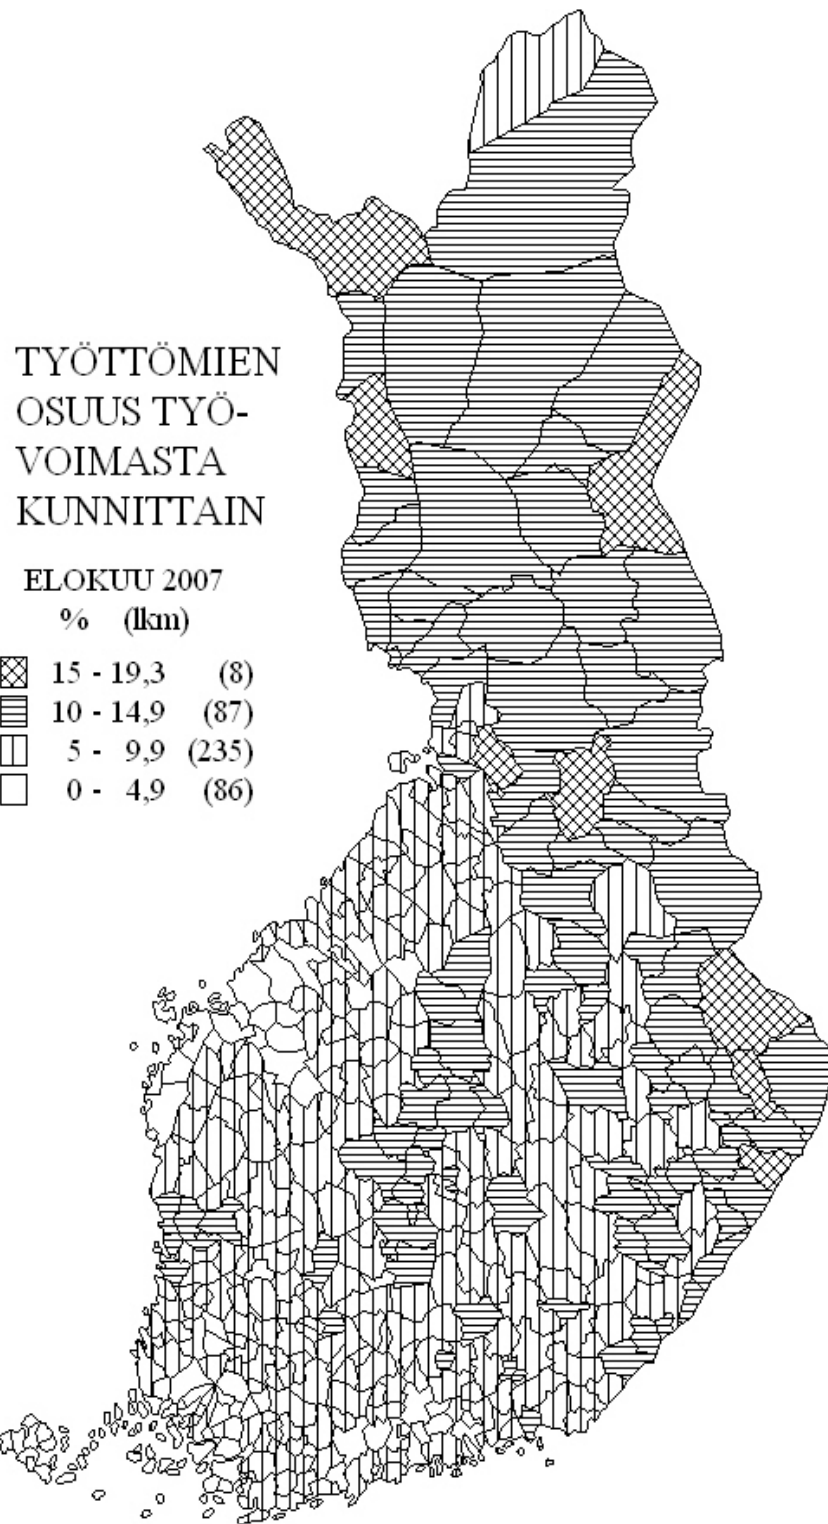 TYÖTTÖMIEN
OSUUS TYÖ-
VOIMASTA
KUNNITTAIN
ELOKUU 2007
% (lkm)
15 - 19,3 (8)
10 - 14,9 (87)
5 - 9,9 (235)
0 - 4,9 (86)